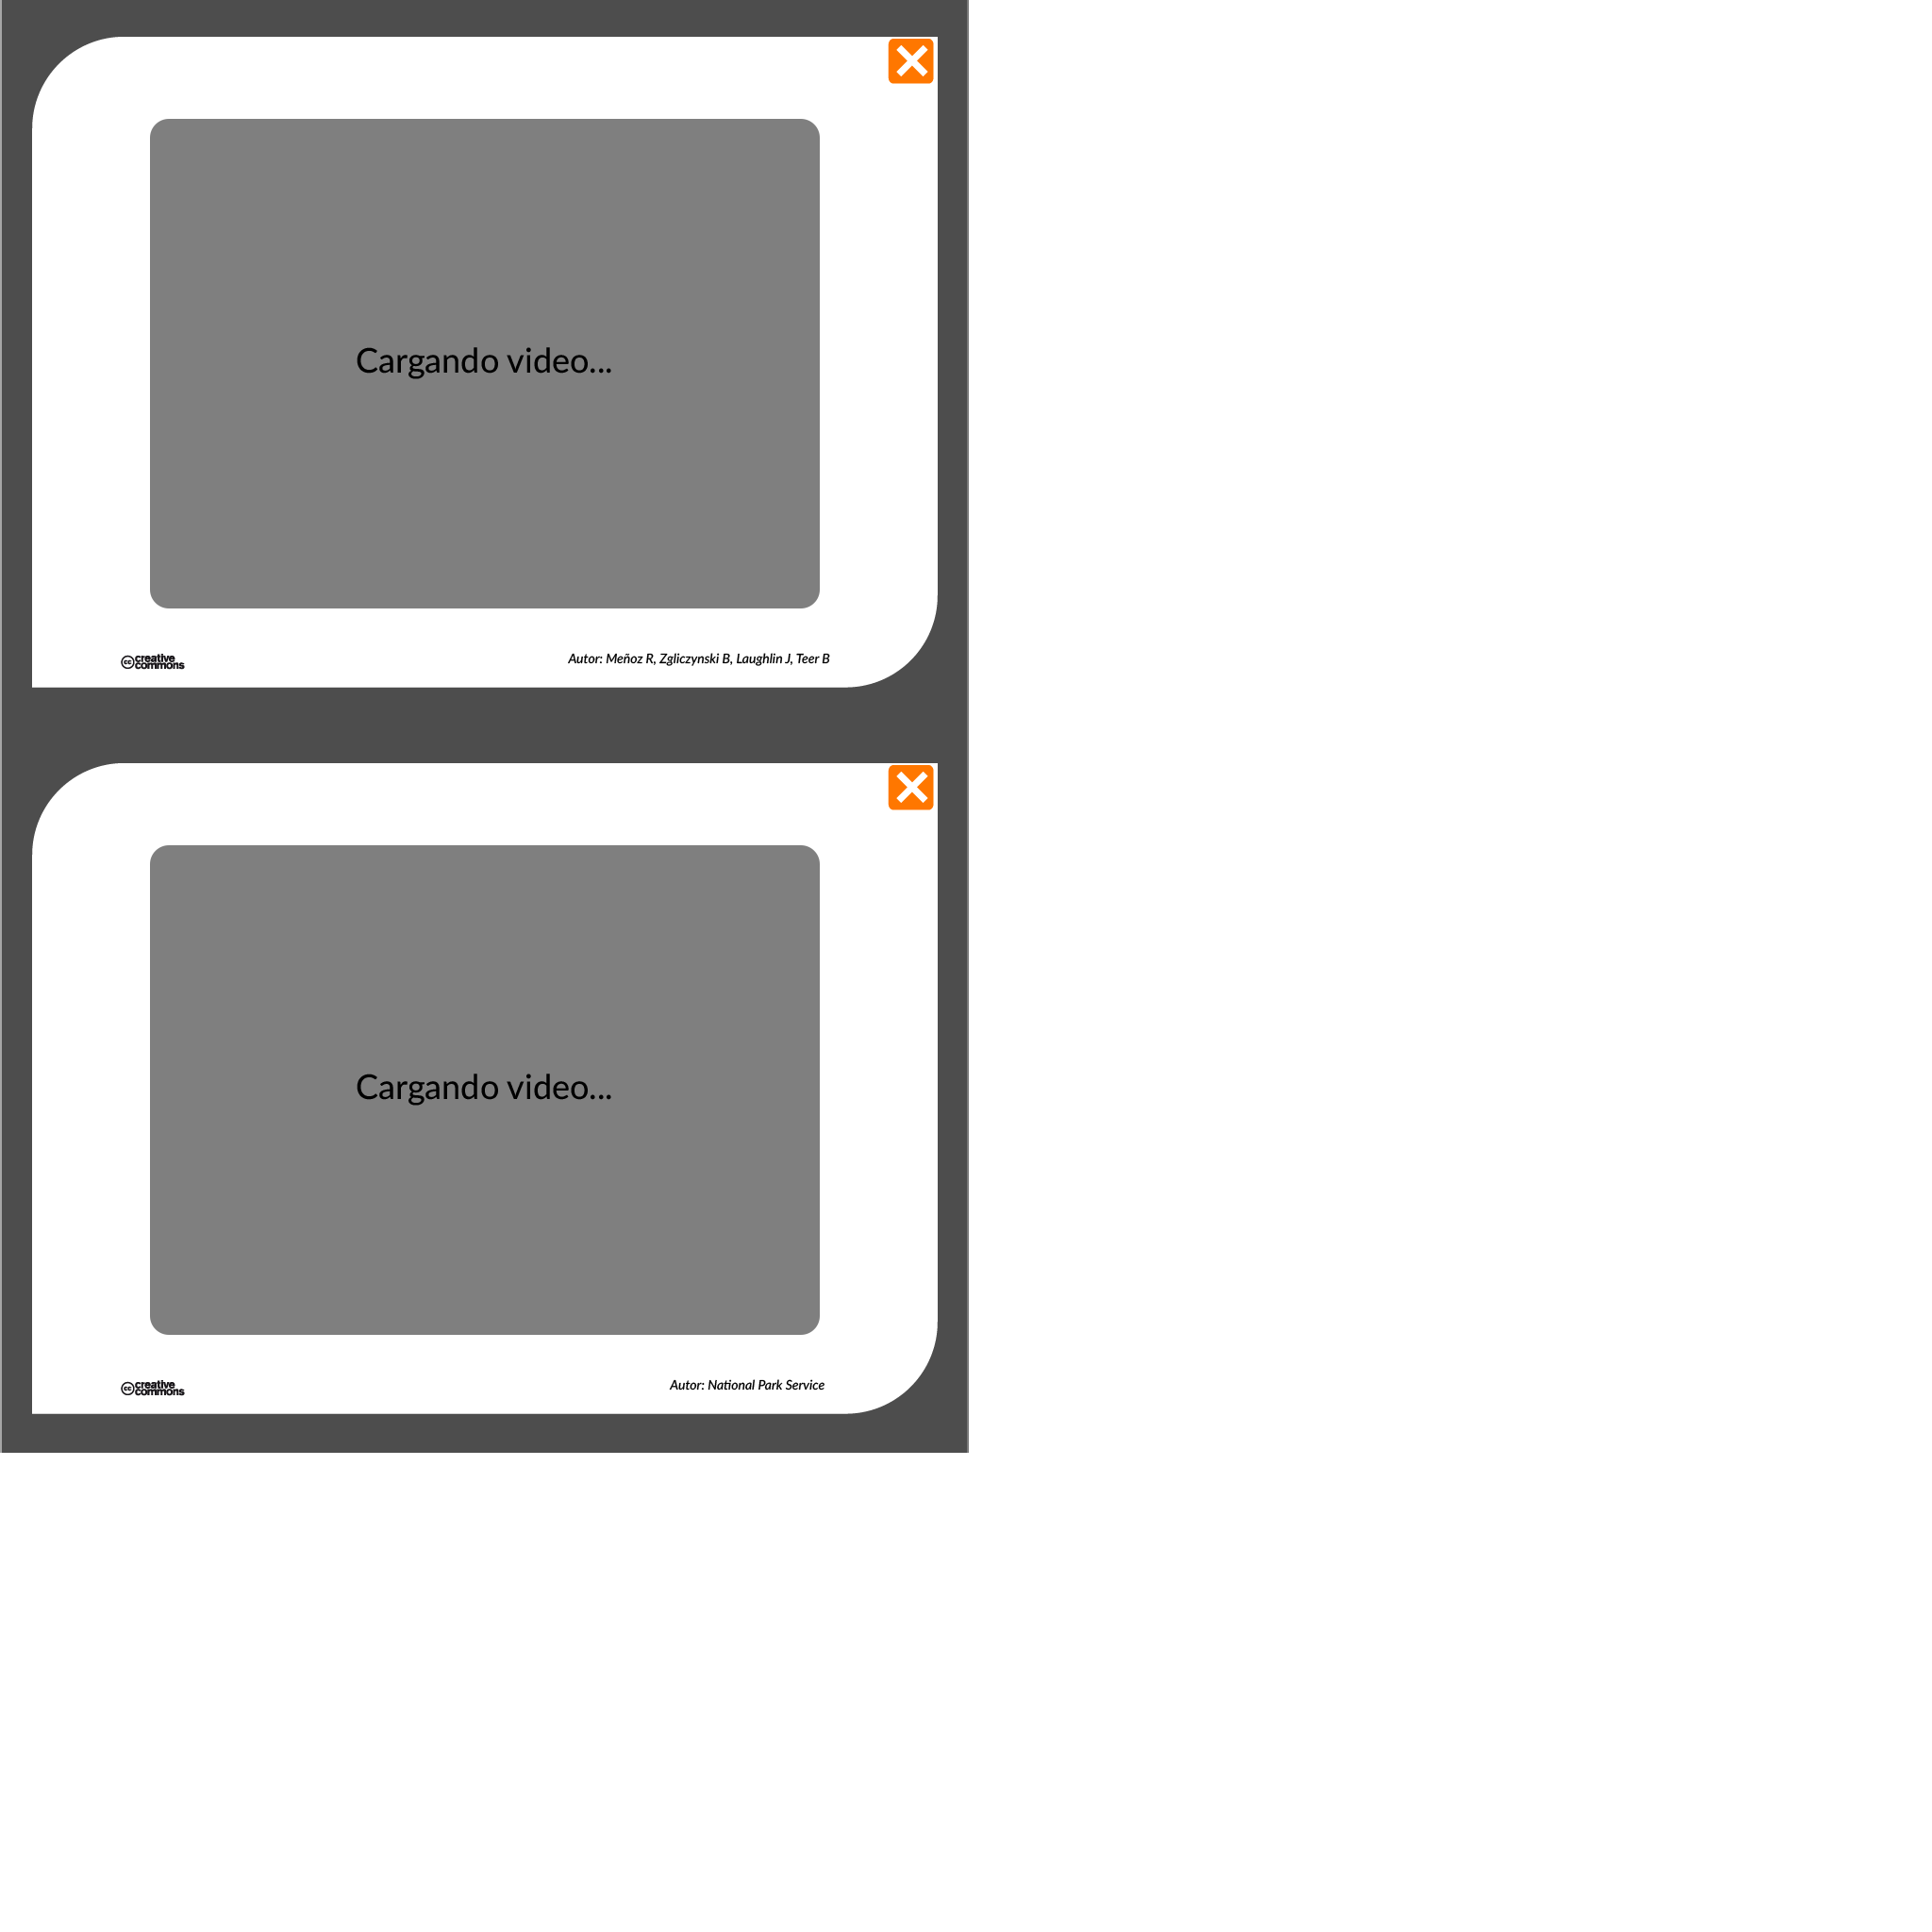 Cargando video...
cc creative
commons
Autor: Meñoz R, Zgliczynski B, Laughlin J, Teer B
Cargando video...
cc creative
commons
Autor: National Park Service